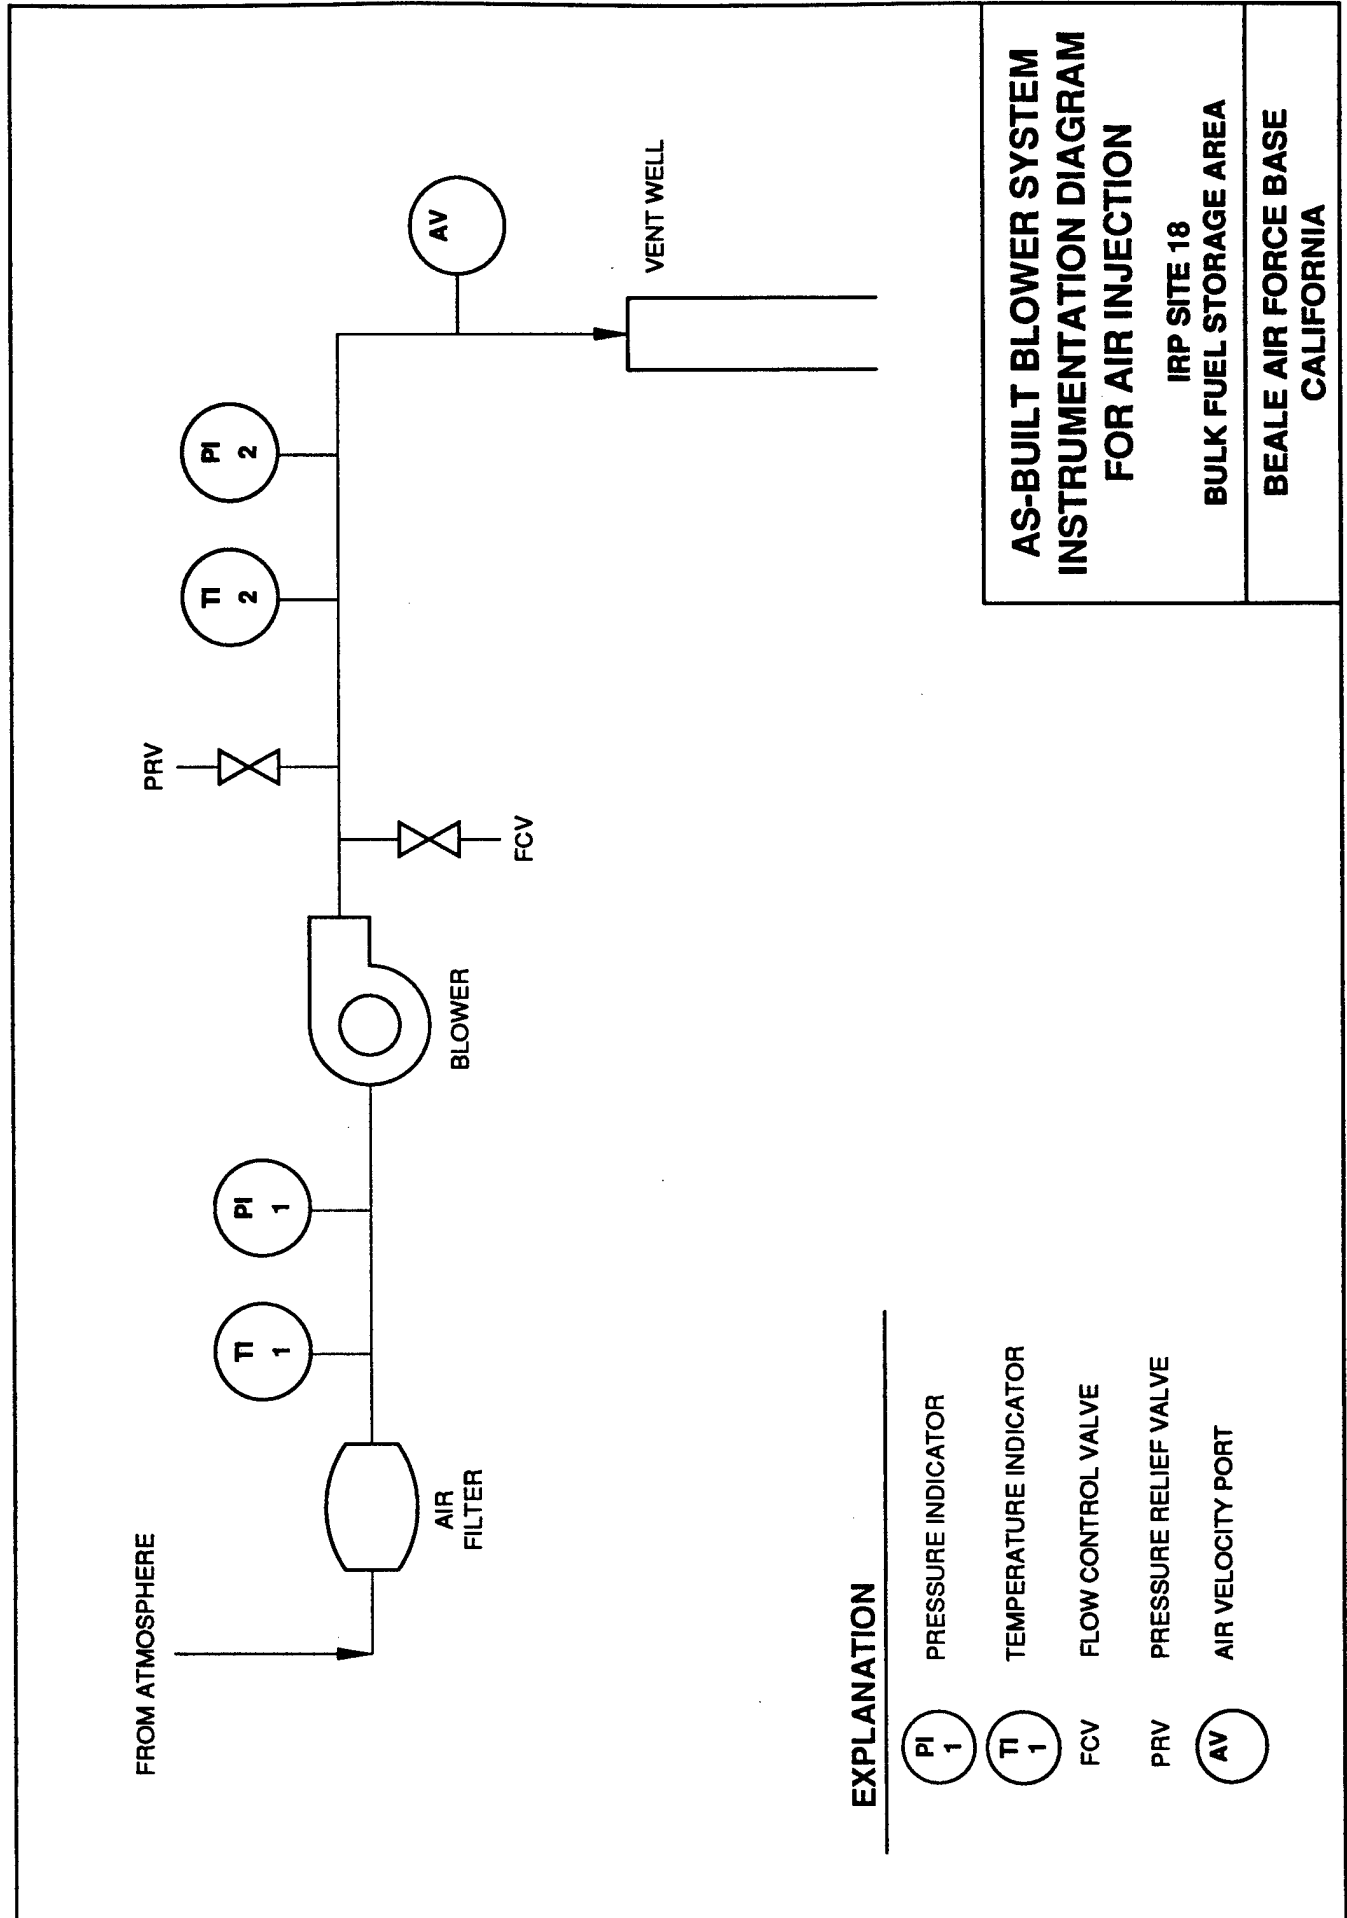 FROM ATMOSPHERE
AIR
FILTER
TI
1
PI
1
BLOWER
FCV
PRV
TI
2
PI
2
AV
VENT WELL
EXPLANATION
PI
1
PRESSURE INDICATOR
TI
1
TEMPERATURE INDICATOR
FCV
FLOW CONTROL VALVE
PRV
PRESSURE RELIEF VALVE
AV
AIR VELOCITY PORT
AS-BUILT BLOWER SYSTEM
INSTRUMENTATION DIAGRAM
FOR AIR INJECTION
IRP SITE 18
BULK FUEL STORAGE AREA
BEALE AIR FORCE BASE
CALIFORNIA